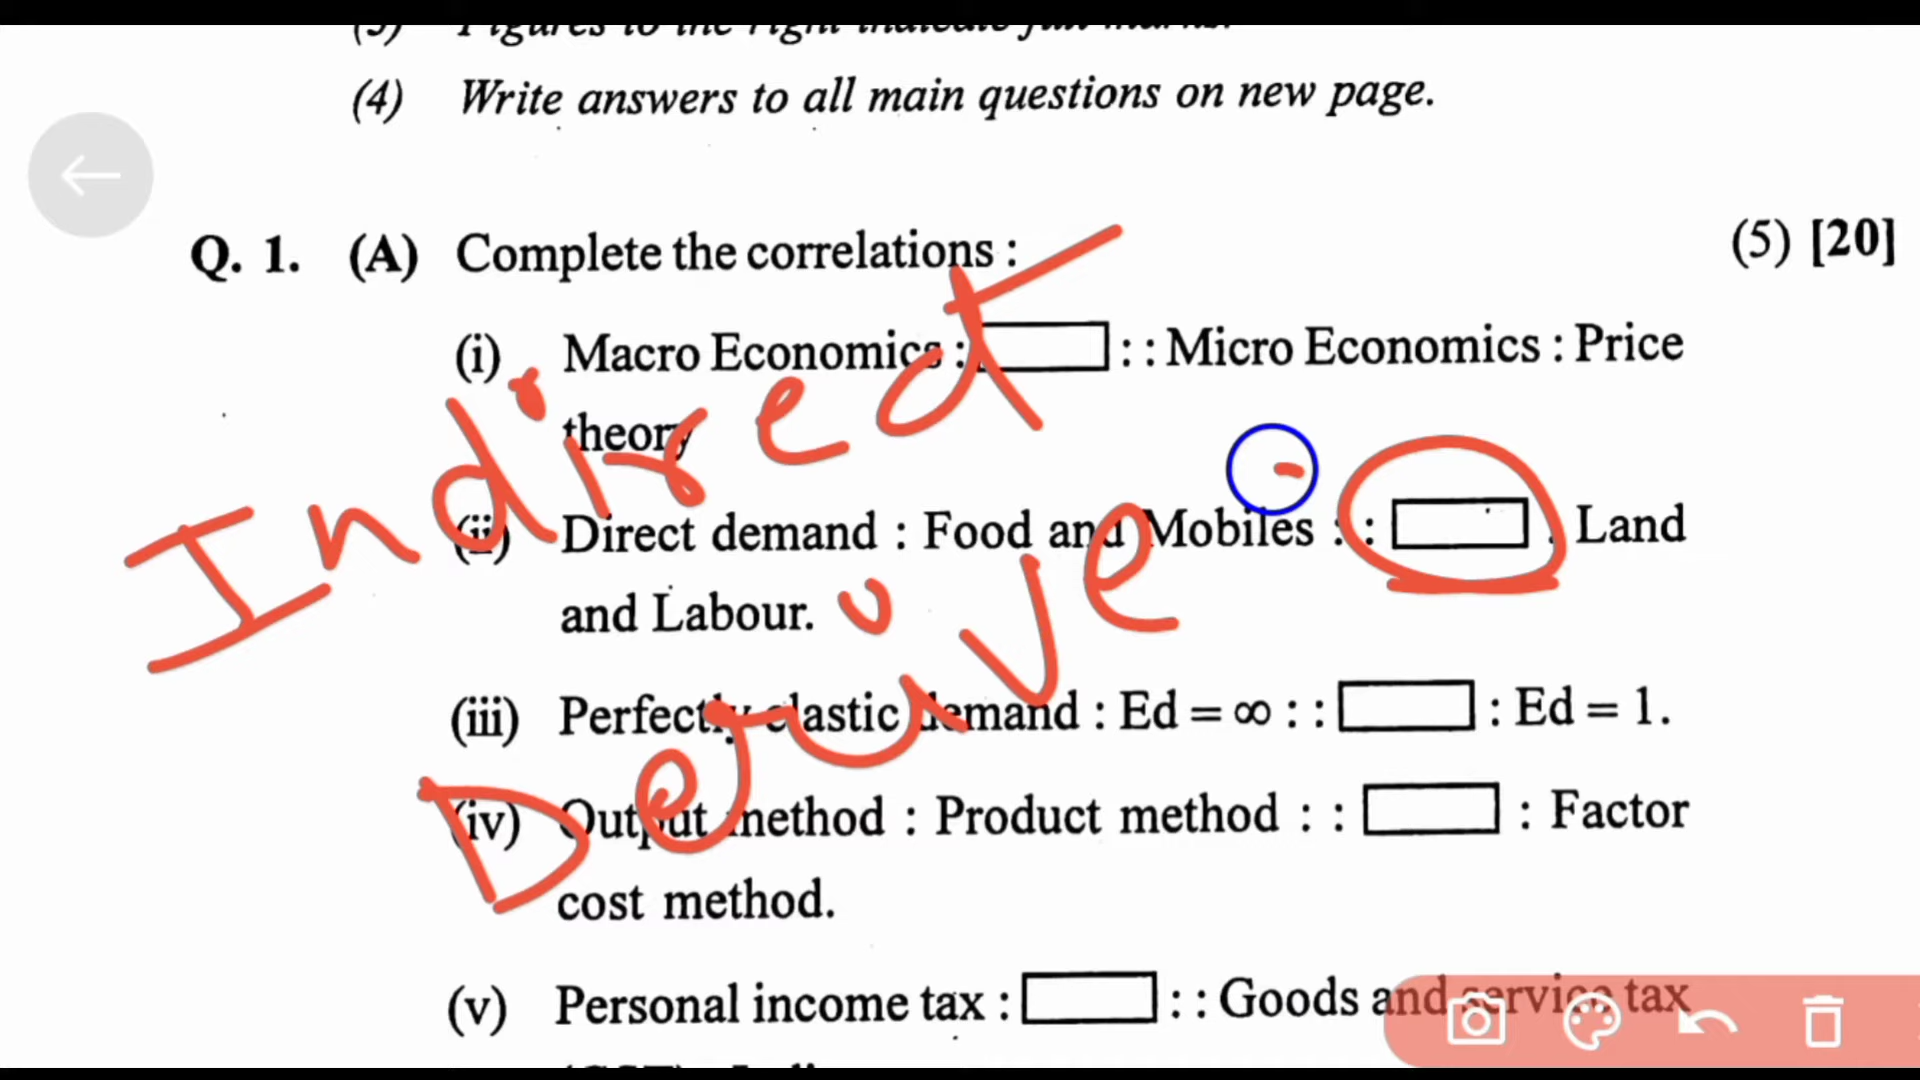 (4) Write answers to all main questions on new page.
Q. 1. (A) Complete the correlations : (5) [20]
(i) Macro Economics : : : Micro Economics : Price
theory
Indirect
(ii) Direct demand : Food and Mobiles : : : Land
and Labour.
Derive
(iii) Perfectly elastic demand : Ed = ∞ : : : Ed = 1.
(iv) Output method : Product method : : : Factor
cost method.
(v) Personal income tax : : : Goods and service tax